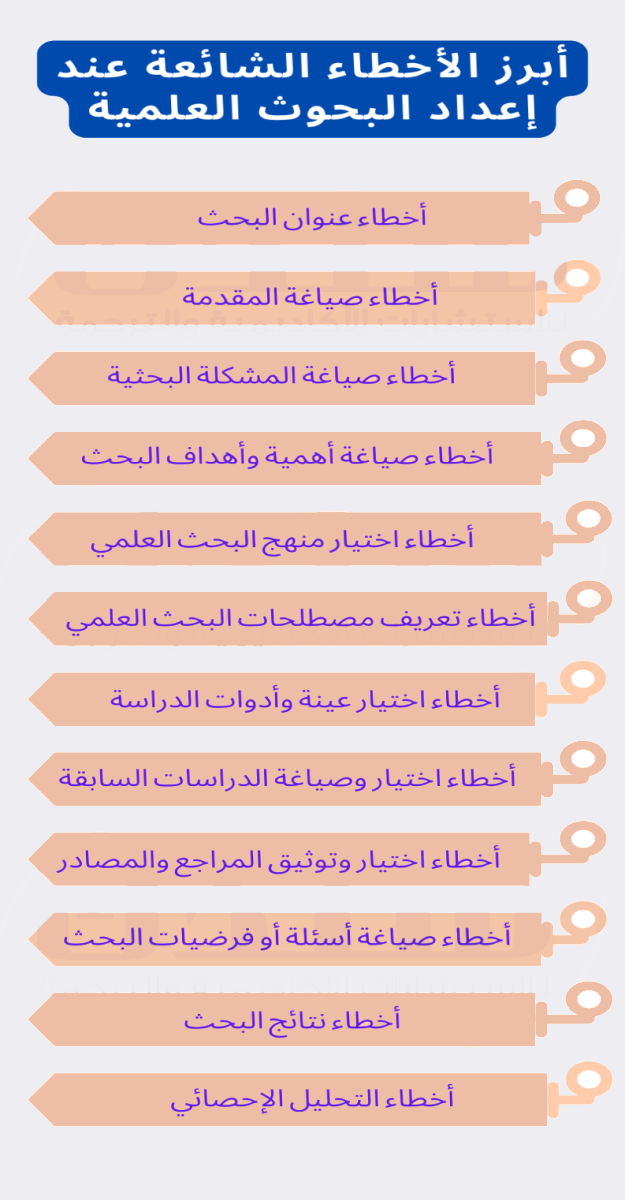 أبرز الأخطاء الشائعة عند
إعداد البحوث العلمية
أخطاء عنوان البحث
أخطاء صياغة المقدمة
أخطاء صياغة المشكلة البحثية
أخطاء صياغة أهمية وأهداف البحث
أخطاء اختيار منهج البحث العلمي
أخطاء تعريف مصطلحات البحث العلمي
أخطاء اختيار عينة وأدوات الدراسة
أخطاء اختيار وصياغة الدراسات السابقة
أخطاء اختيار وتوثيق المراجع والمصادر
أخطاء صياغة أسئلة أو فرضيات البحث
أخطاء نتائج البحث
أخطاء التحليل الإحصائي